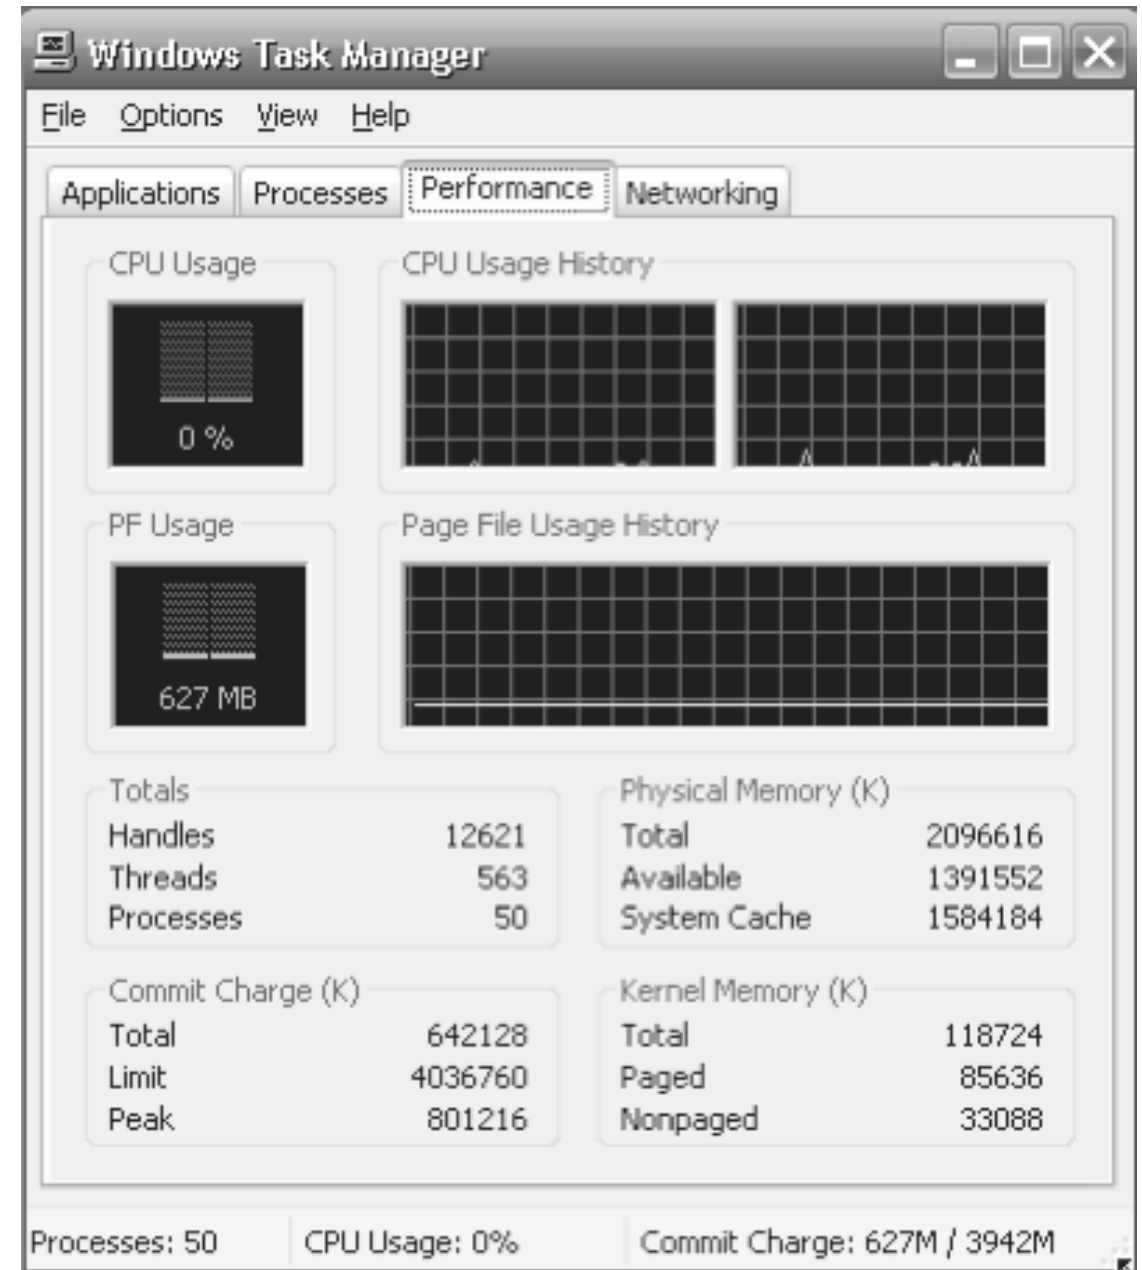 Windows Task Manager
File Options View Help
Applications Processes Performance Networking
CPU Usage CPU Usage History
0 %
PF Usage Page File Usage History
627 MB
Totals Physical Memory (K)
Handles 12621 Total 2096616
Threads 563 Available 1391552
Processes 50 System Cache 1584184
Commit Charge (K) Kernel Memory (K)
Total 642128 Total 118724
Limit 4036760 Paged 85636
Peak 801216 Nonpaged 33088
Processes: 50 CPU Usage: 0% Commit Charge: 627M / 3942M